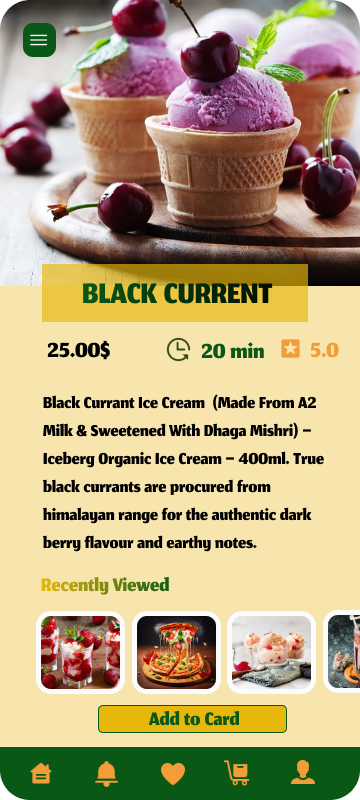 BLACK CURRENT
25.00$ 20 min 5.0
Black Currant Ice Cream (Made From A2
Milk & Sweetened With Dhaga Mishri) –
Iceberg Organic Ice Cream – 400ml. True
black currants are procured from
himalayan range for the authentic dark
berry flavour and earthy notes.
Recently Viewed
Add to Card